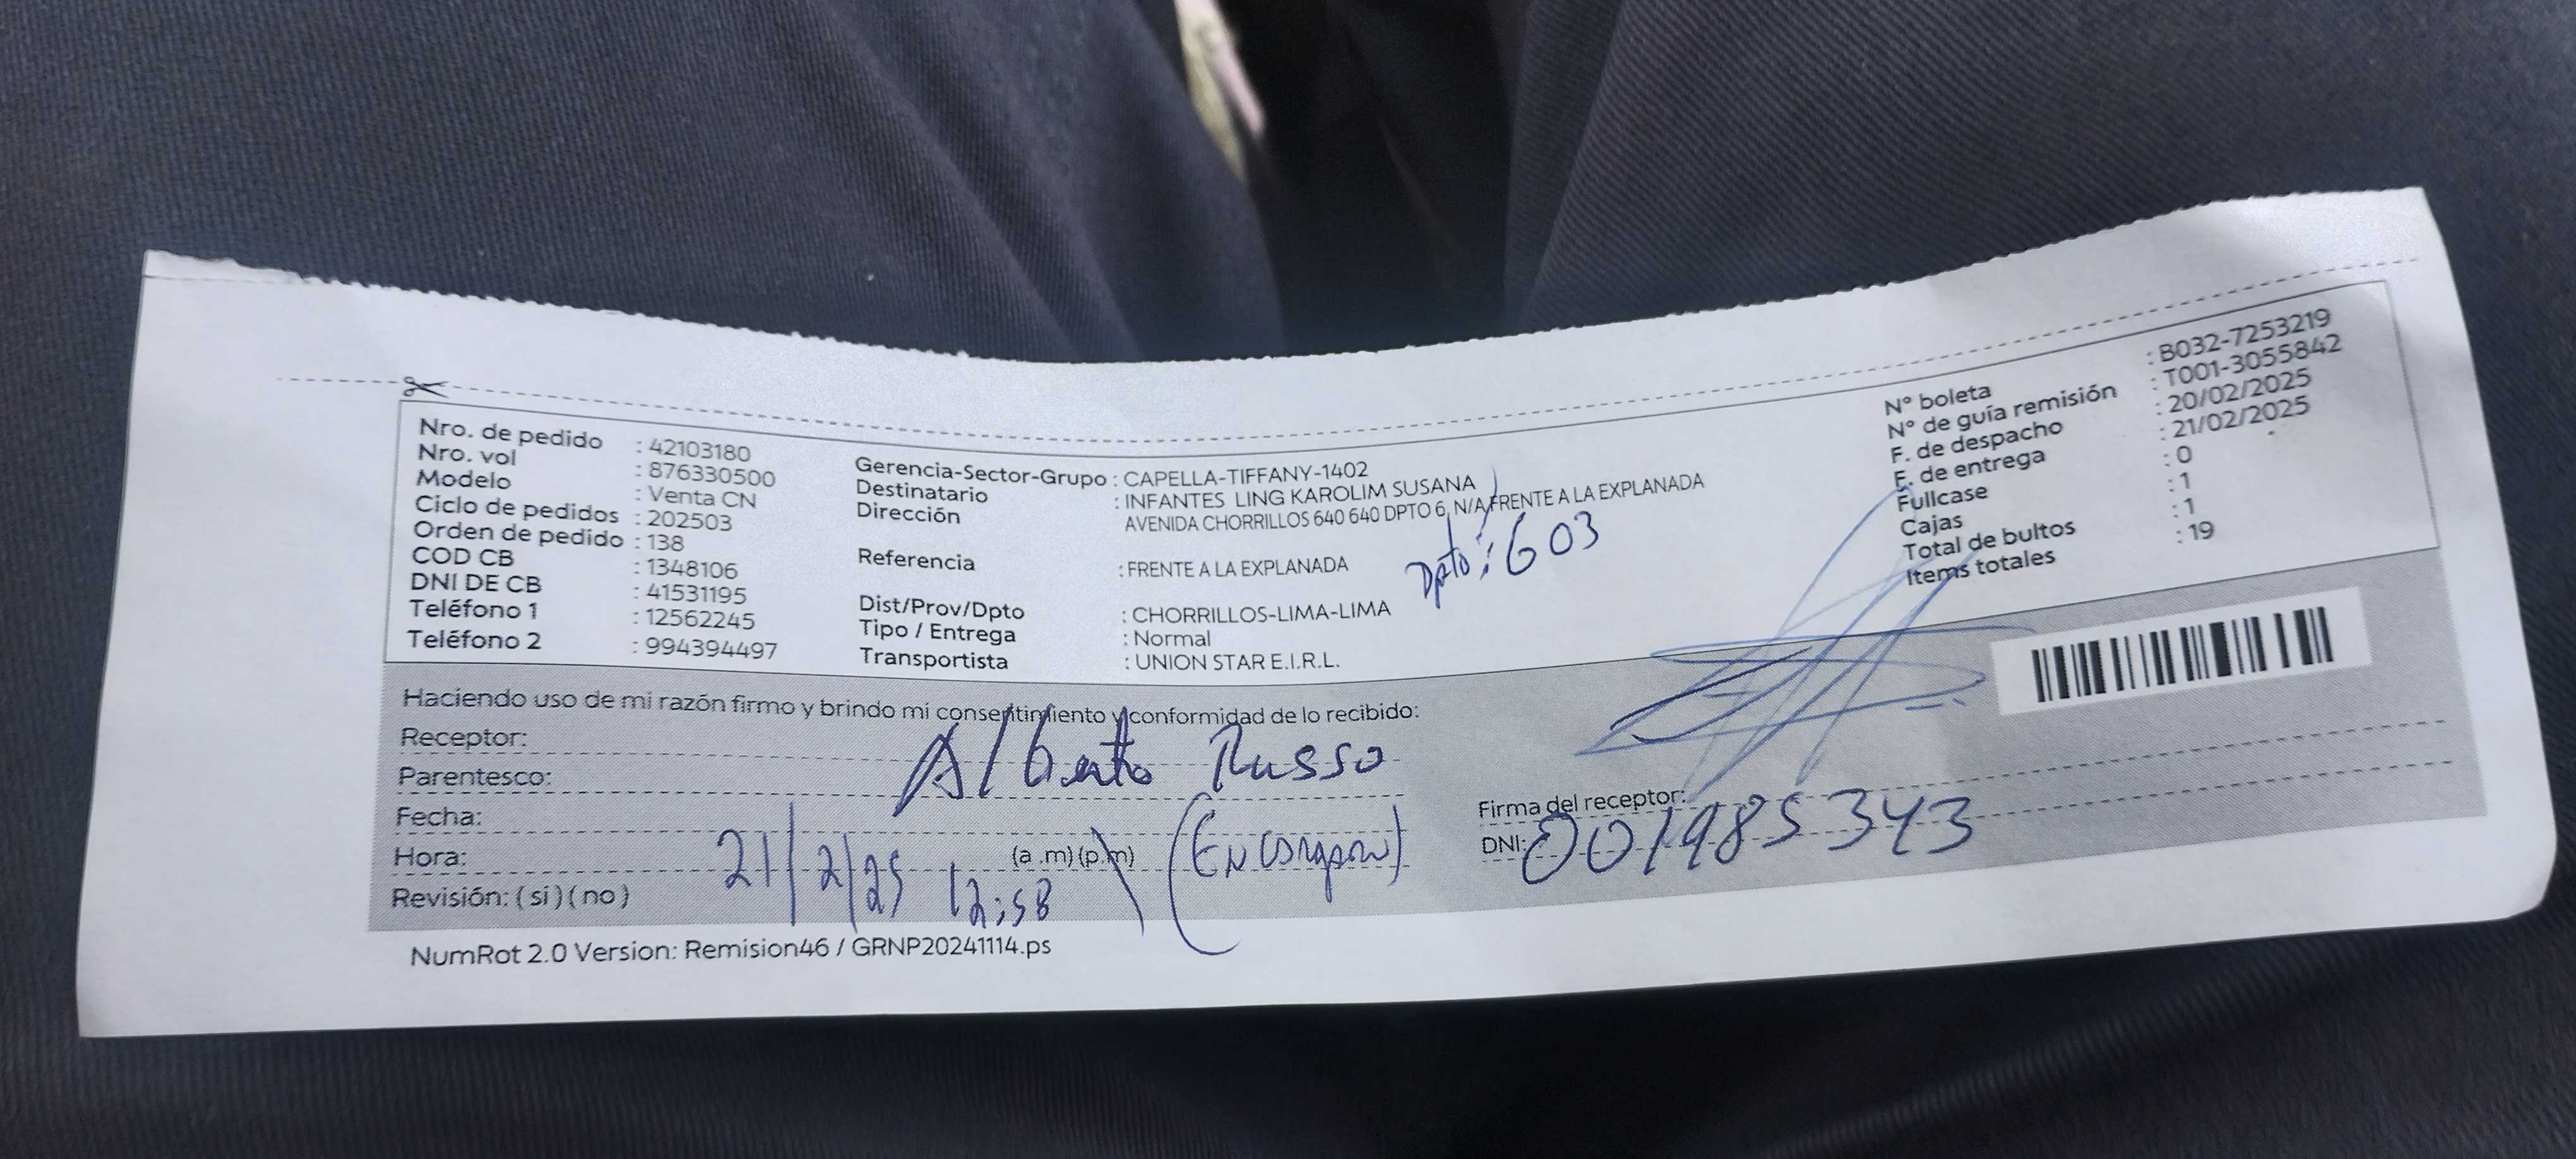 Nro. de pedido : 42103180
Nro. vol : 876330500
Modelo : Venta CN
Ciclo de pedidos : 202503
Orden de pedido : 138
COD CB : 1348106
DNI DE CB : 41531195
Teléfono 1 : 12562245
Teléfono 2 : 994394497
Gerencia-Sector-Grupo : CAPELLA-TIFFANY-1402
Destinatario : INFANTES LING KAROLIM SUSANA
Dirección AVENIDA CHORRILLOS 640 640 DPTO 6, N/A FRENTE A LA EXPLANADA
Dpto: 603
Referencia : FRENTE A LA EXPLANADA
Dist/Prov/Dpto : CHORRILLOS-LIMA-LIMA
Tipo / Entrega : Normal
Transportista : UNION STAR E.I.R.L.
N° boleta : B032-7253219
N° de guía remisión : T001-3055842
F. de despacho : 20/02/2025
F. de entrega : 21/02/2025
Fullcase : 0
Cajas : 1
Total de bultos : 1
Items totales : 19
Haciendo uso de mi razón firmo y brindo mi consentimiento y conformidad de lo recibido:
Receptor: Alberto Russo
Parentesco:
Fecha: 21/2/25
Hora: 12:58 (a .m) (p.m)
Revisión: ( si ) ( no )
Firma del receptor:
DNI: 001985343
NumRot 2.0 Version: Remision46 / GRNP20241114.ps